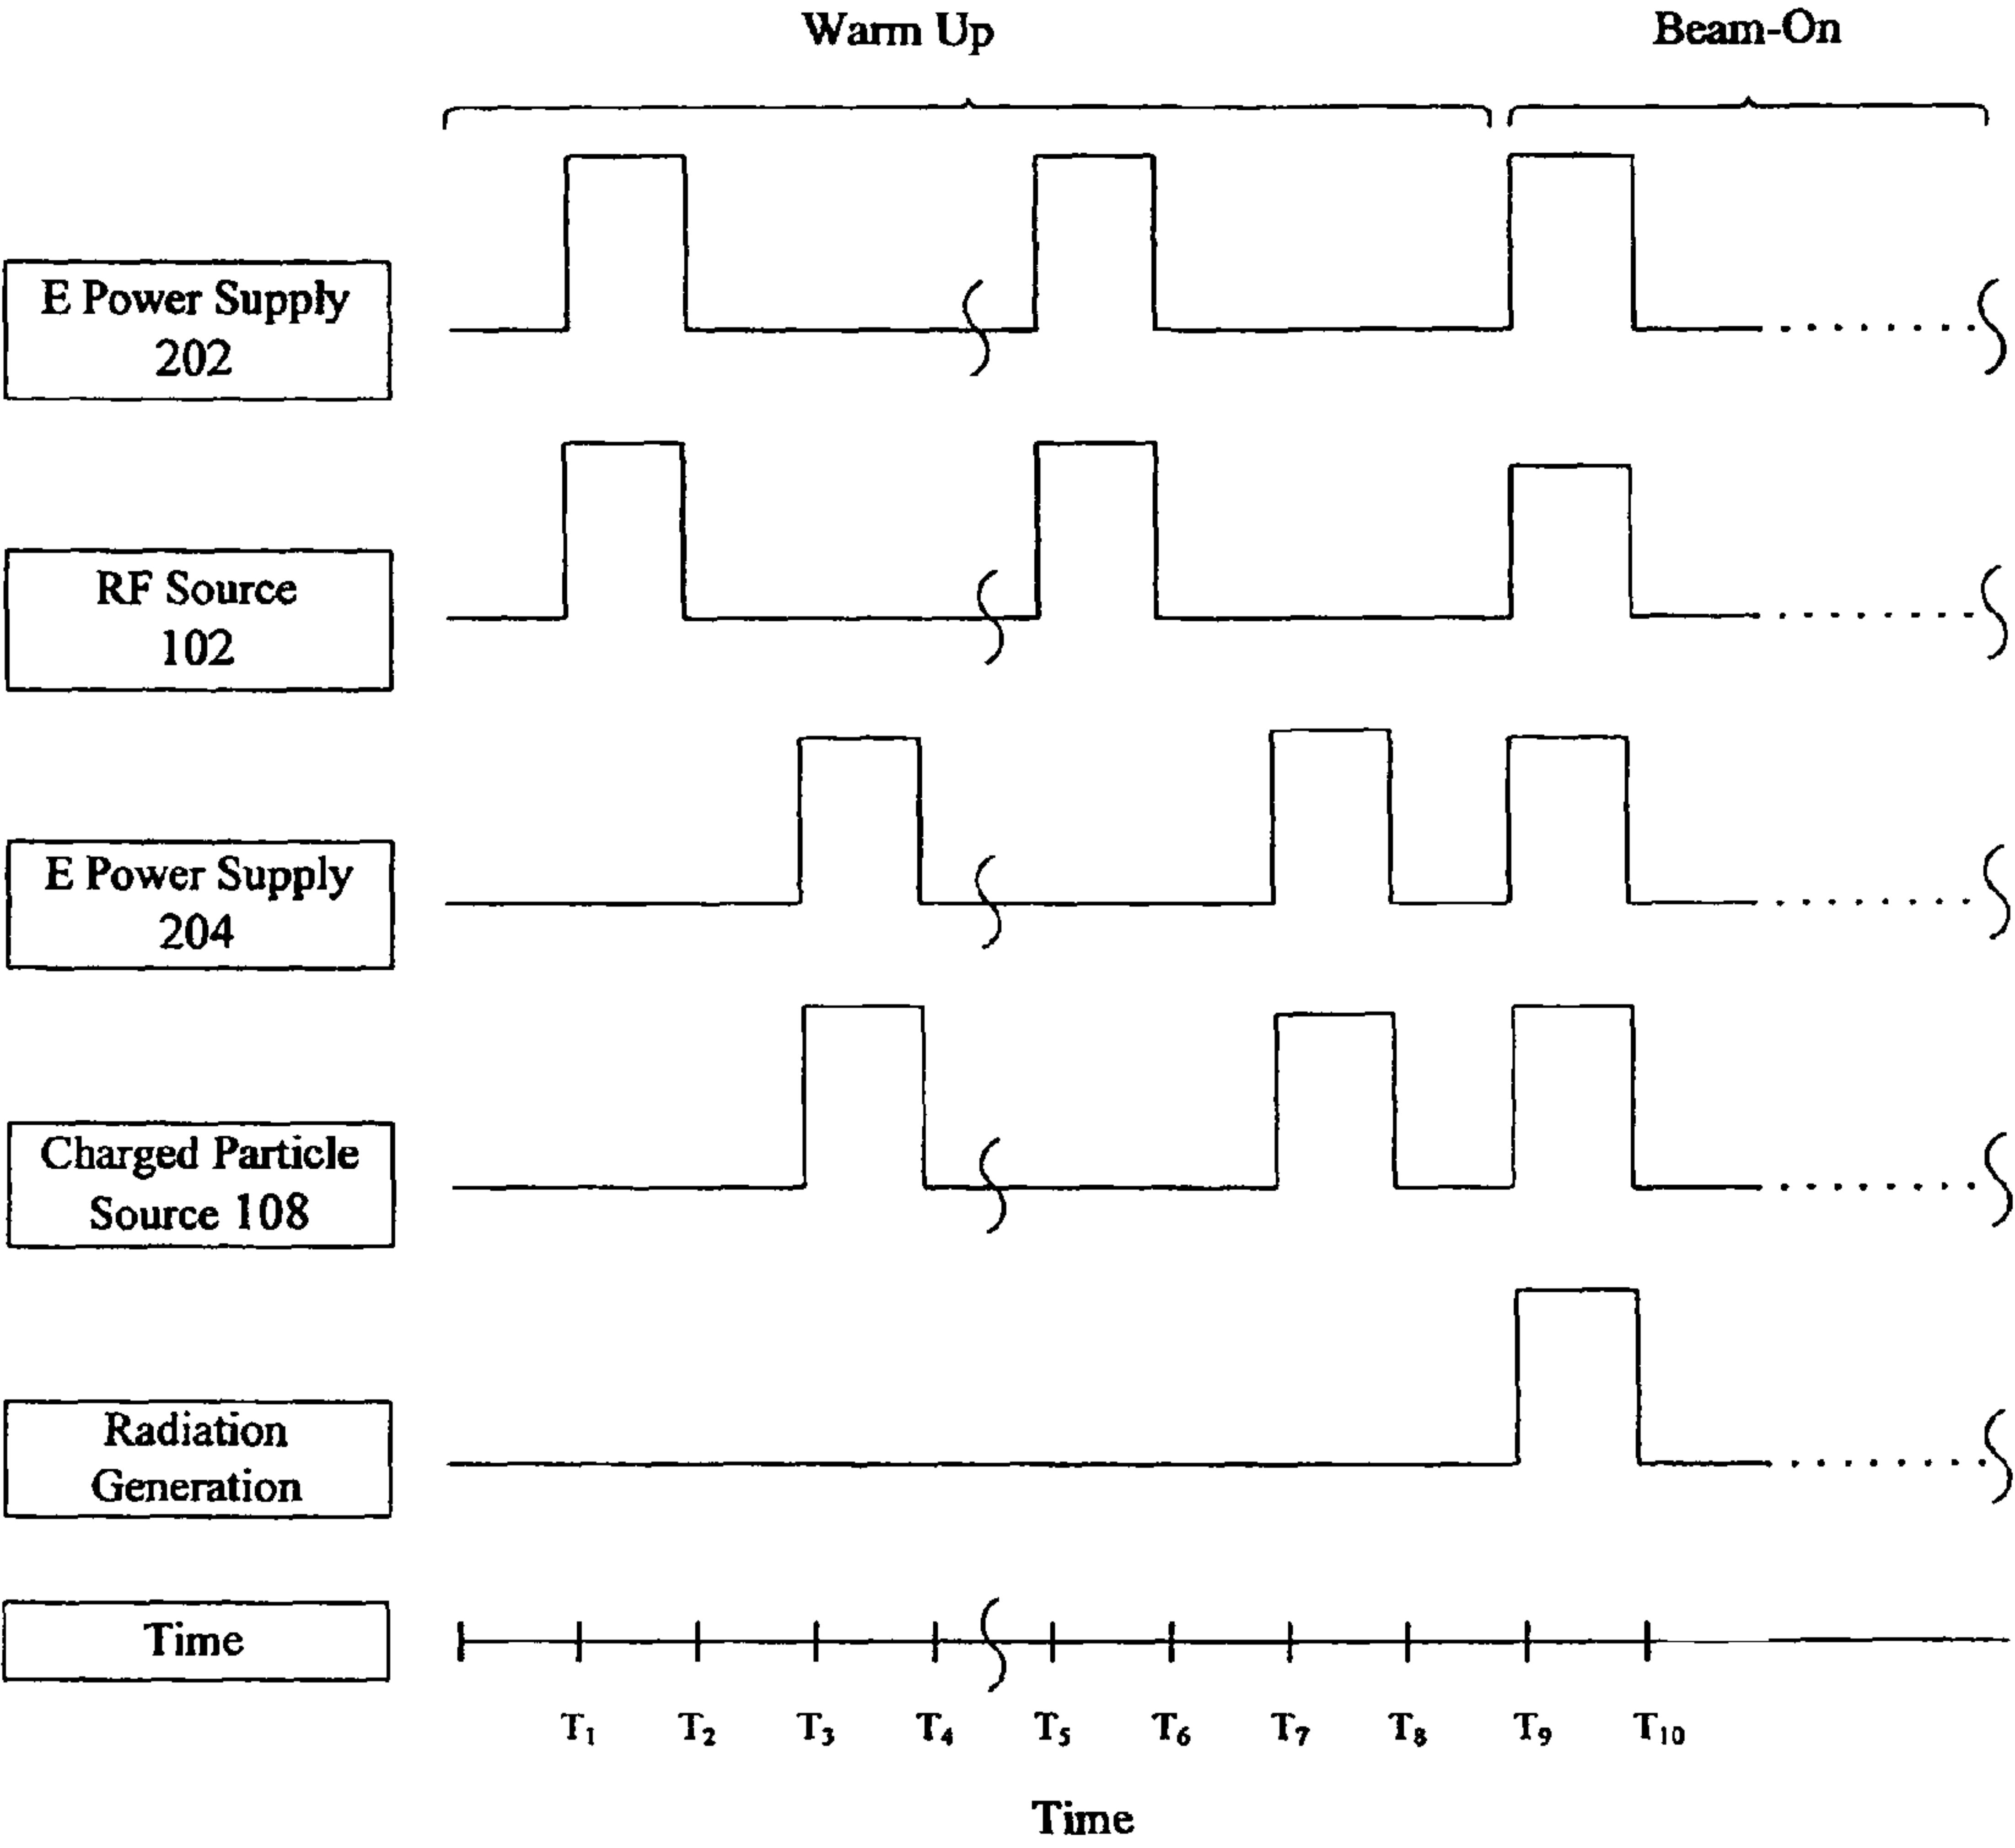 Warm Up
Beam-On
E Power Supply
202
RF Source
102
E Power Supply
204
Charged Particle
Source 108
Radiation
Generation
Time
T₁ T₂ T₃ T₄ T₅ T₆ T₇ T₈ T₉ T₁₀
Time